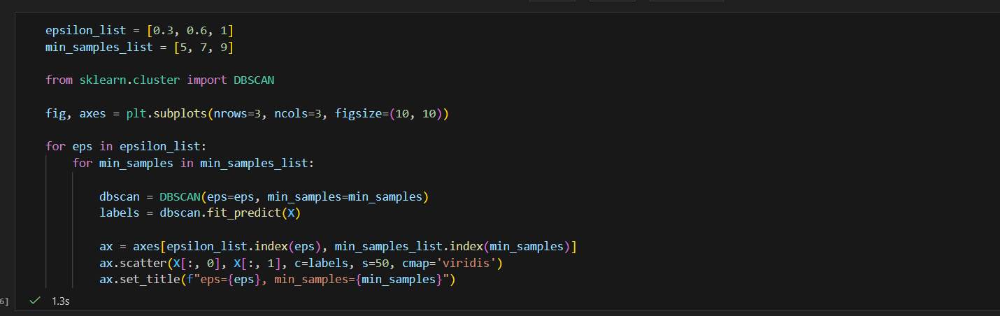 epsilon_list = [0.3, 0.6, 1]
min_samples_list = [5, 7, 9]
from sklearn.cluster import DBSCAN
fig, axes = plt.subplots(nrows=3, ncols=3, figsize=(10, 10))
for eps in epsilon_list:
    for min_samples in min_samples_list:
        dbscan = DBSCAN(eps=eps, min_samples=min_samples)
        labels = dbscan.fit_predict(X)
        ax = axes[epsilon_list.index(eps), min_samples_list.index(min_samples)]
        ax.scatter(X[:, 0], X[:, 1], c=labels, s=50, cmap='viridis')
        ax.set_title(f"eps={eps}, min_samples={min_samples}")
6] ✓ 1.3s